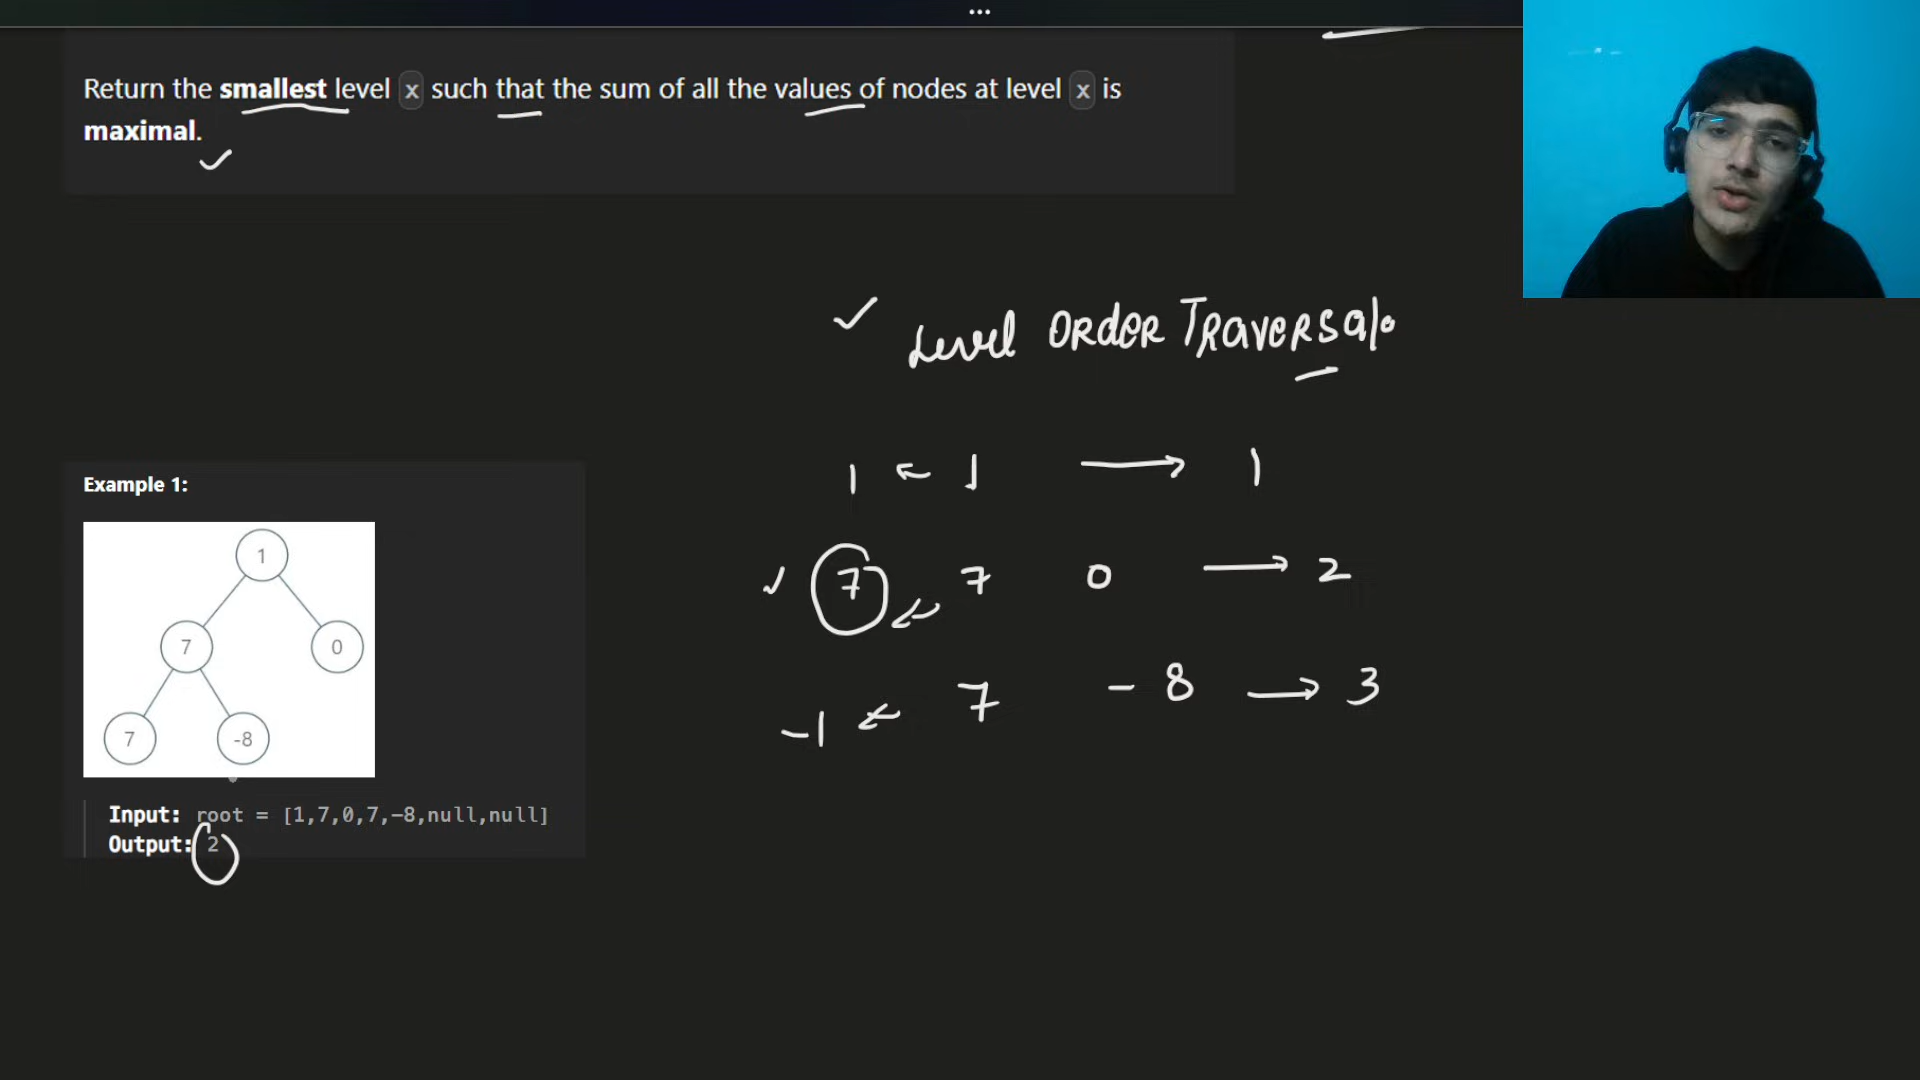 ...
Return the smallest level x such that the sum of all the values of nodes at level x is
maximal.
Level Order Traversal.
1 ← 1 → 1
7 ← 7 0 → 2
-1 ← 7 -8 → 3
Example 1:
1
7 0
7 -8
Input: root = [1,7,0,7,-8,null,null]
Output: 2